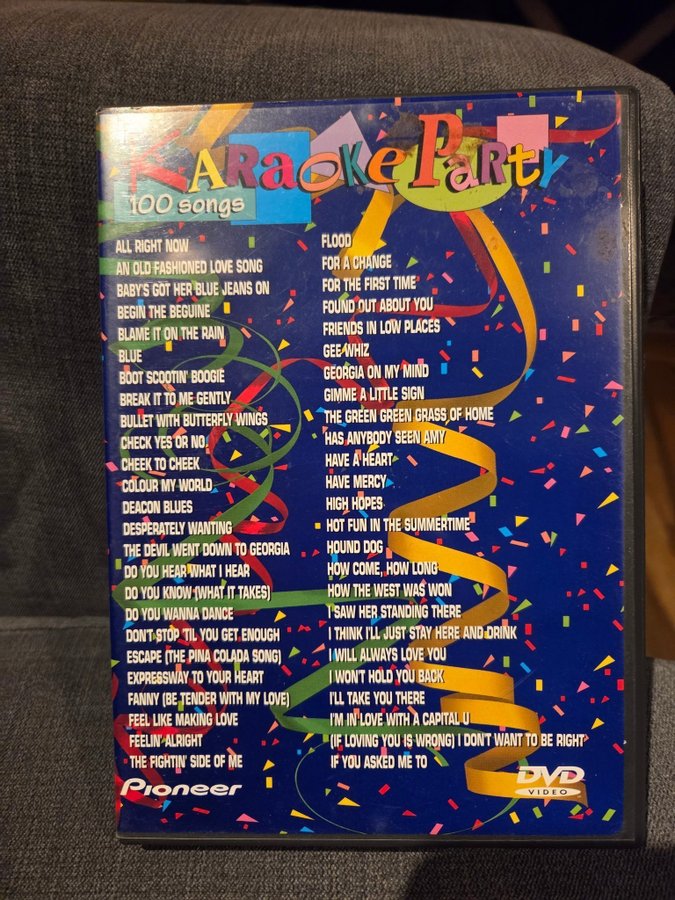 KARaOKe PaRtY
100 songs
ALL RIGHT NOW
AN OLD FASHIONED LOVE SONG
BABY'S GOT HER BLUE JEANS ON
BEGIN THE BEGUINE
BLAME IT ON THE RAIN
BLUE
BOOT SCOOTIN' BOOGIE
BREAK IT TO ME GENTLY
BULLET WITH BUTTERFLY WINGS
CHECK YES OR NO
CHEEK TO CHEEK
COLOUR MY WORLD
DEACON BLUES
DESPERATELY WANTING
THE DEVIL WENT DOWN TO GEORGIA
DO YOU HEAR WHAT I HEAR
DO YOU KNOW (WHAT IT TAKES)
DO YOU WANNA DANCE
DON'T STOP 'TIL YOU GET ENOUGH
ESCAPE (THE PINA COLADA SONG)
EXPRESSWAY TO YOUR HEART
FANNY (BE TENDER WITH MY LOVE)
FEEL LIKE MAKING LOVE
FEELIN' ALRIGHT
THE FIGHTIN' SIDE OF ME
FLOOD
FOR A CHANGE
FOR THE FIRST TIME
FOUND OUT ABOUT YOU
FRIENDS IN LOW PLACES
GEE WHIZ
GEORGIA ON MY MIND
GIMME A LITTLE SIGN
THE GREEN GREEN GRASS OF HOME
HAS ANYBODY SEEN AMY
HAVE A HEART
HAVE MERCY
HIGH HOPES
HOT FUN IN THE SUMMERTIME
HOUND DOG
HOW COME, HOW LONG
HOW THE WEST WAS WON
I SAW HER STANDING THERE
I THINK I'LL JUST STAY HERE AND DRINK
I WILL ALWAYS LOVE YOU
I WON'T HOLD YOU BACK
I'LL TAKE YOU THERE
I'M IN LOVE WITH A CAPITAL U
(IF LOVING YOU IS WRONG) I DON'T WANT TO BE RIGHT
IF YOU ASKED ME TO
Pioneer
DVD
VIDEO